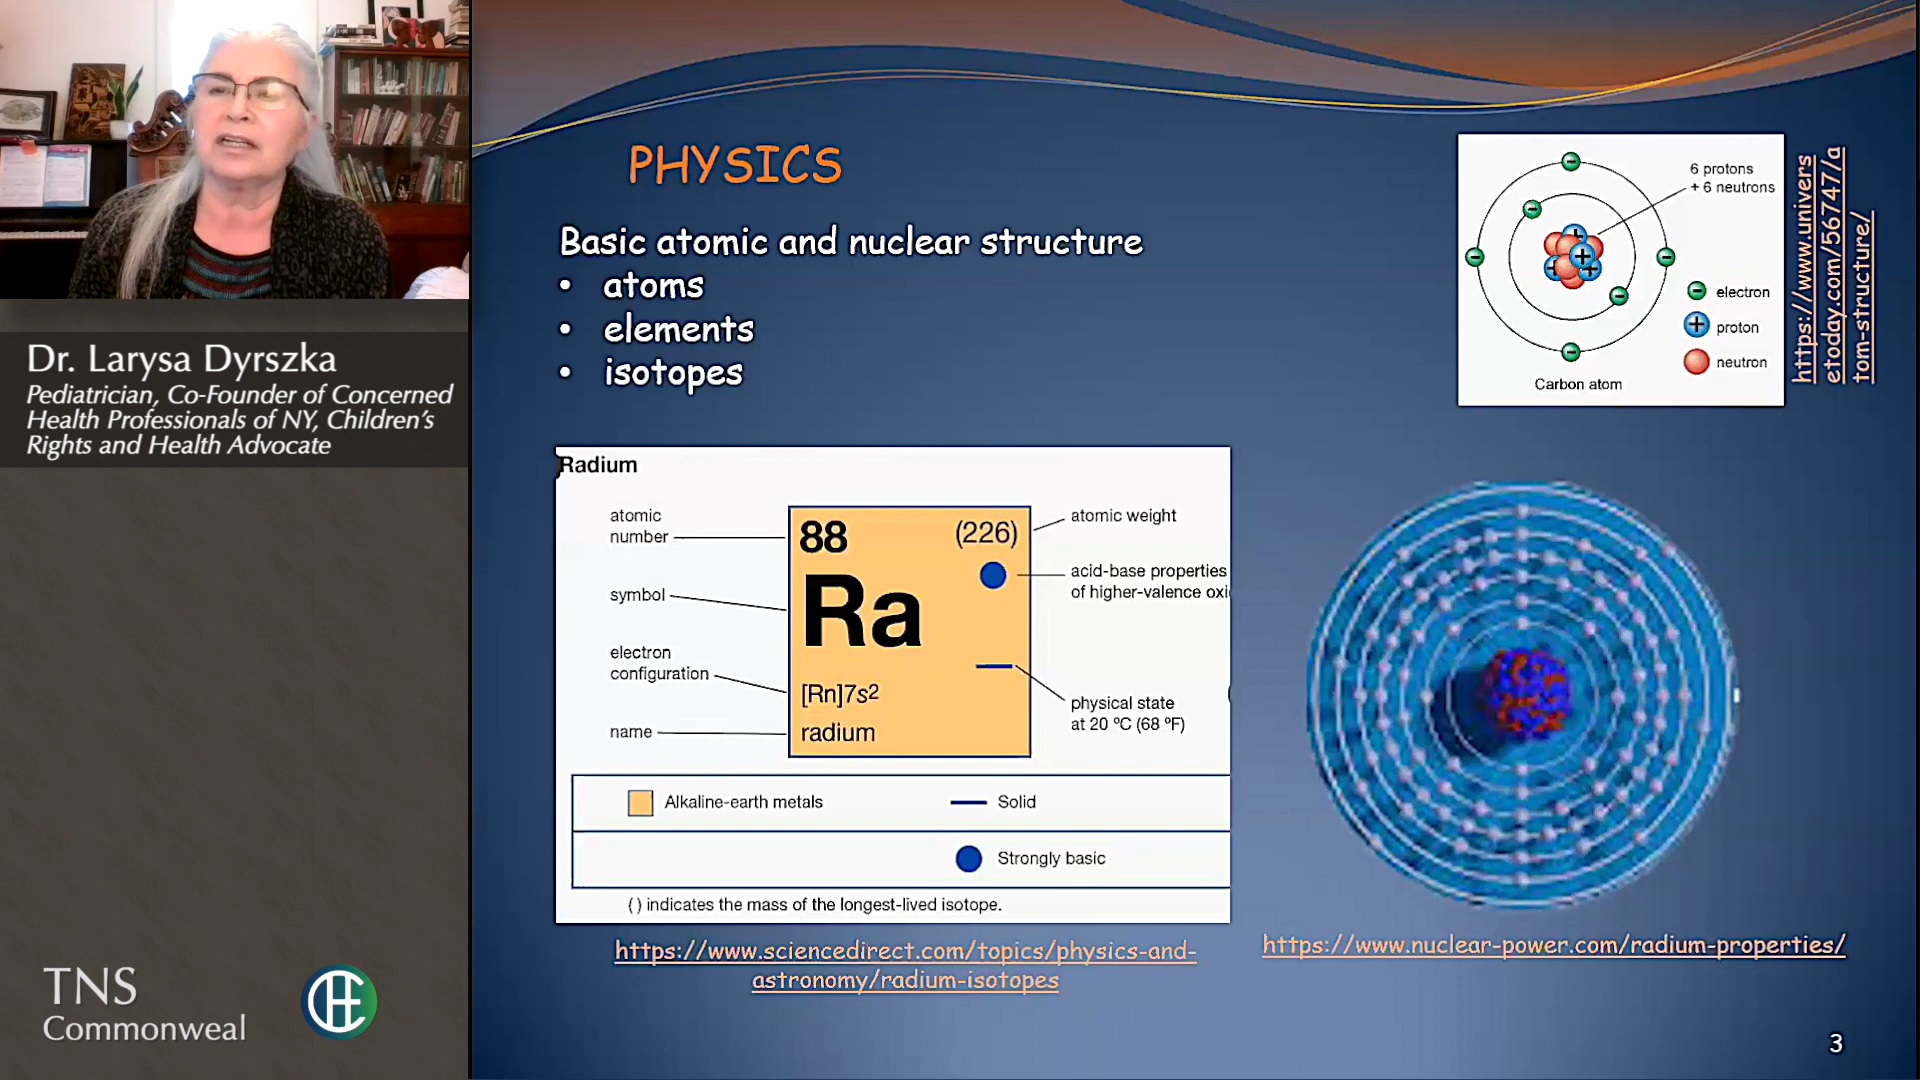 Dr. Larysa Dyrszka
Pediatrician, Co-Founder of Concerned
Health Professionals of NY, Children's
Rights and Health Advocate
TNS
Commonweal
CHE
PHYSICS
Basic atomic and nuclear structure
• atoms
• elements
• isotopes
6 protons
+ 6 neutrons
electron
proton
neutron
Carbon atom
https://www.univers
etoday.com/56747/a
tom-structure/
Radium
atomic
number
88
(226)
atomic weight
acid-base properties
of higher-valence oxi
symbol
Ra
electron
configuration
[Rn]7s²
physical state
at 20 ºC (68 ºF)
name
radium
Alkaline-earth metals
Solid
Strongly basic
( ) indicates the mass of the longest-lived isotope.
https://www.sciencedirect.com/topics/physics-and-
astronomy/radium-isotopes
https://www.nuclear-power.com/radium-properties/
3